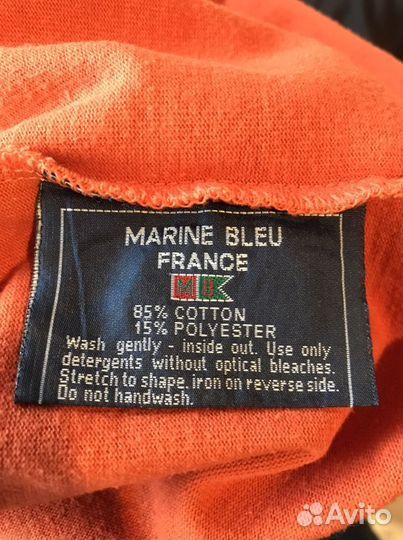 MARINE BLEU
FRANCE
MB
85% COTTON
15% POLYESTER
Wash gently - inside out. Use only
detergents without optical bleaches.
Stretch to shape, iron on reverse side.
Do not handwash.
Avito